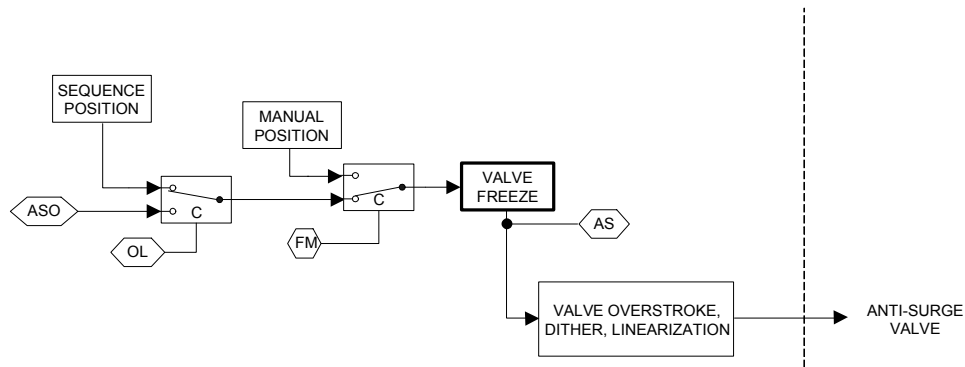 SEQUENCE
POSITION
MANUAL
POSITION
VALVE
FREEZE
C
C
ASO
AS
OL
FM
VALVE OVERSTROKE,
DITHER, LINEARIZATION
ANTI-SURGE
VALVE